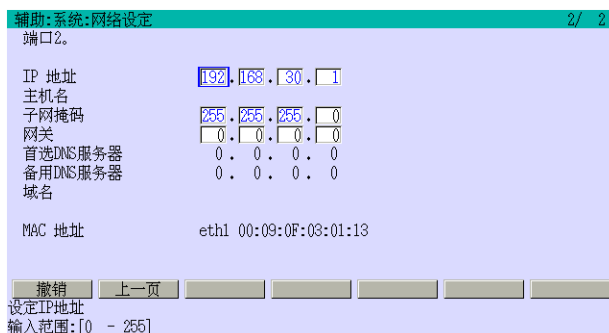 辅助:系统:网络设定 2/ 2
端口2。
IP 地址 192. 168. 30. 1
主机名
子网掩码 255. 255. 255. 0
网关 0. 0. 0. 0
首选DNS服务器 0. 0. 0. 0
备用DNS服务器 0. 0. 0. 0
域名
MAC 地址 eth1 00:09:0F:03:01:13
撤销 上一页
设定IP地址
输入范围:[0 - 255]